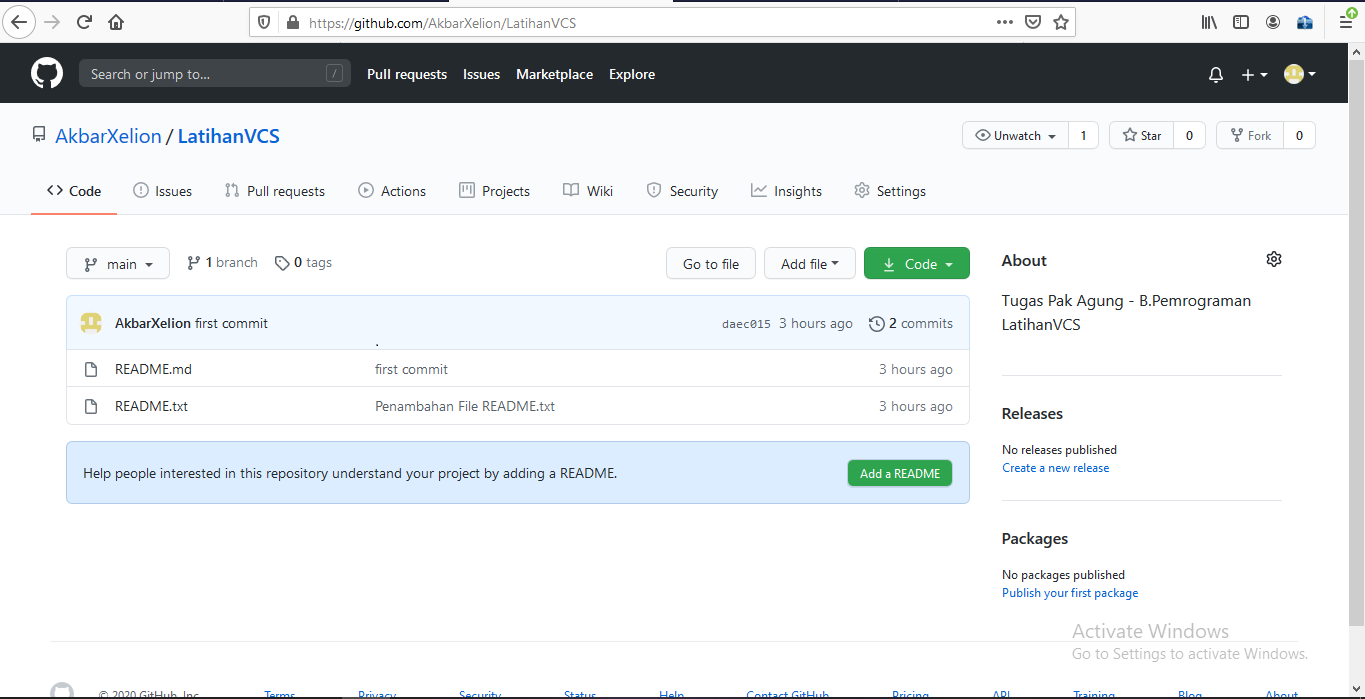 https://github.com/AkbarXelion/LatihanVCS
Search or jump to... / Pull requests Issues Marketplace Explore
AkbarXelion / LatihanVCS Unwatch 1 Star 0 Fork 0
Code Issues Pull requests Actions Projects Wiki Security Insights Settings
main 1 branch 0 tags Go to file Add file Code
About
Tugas Pak Agung - B.Pemrograman
LatihanVCS
AkbarXelion first commit daec015 3 hours ago 2 commits
.
README.md first commit 3 hours ago
README.txt Penambahan File README.txt 3 hours ago
Help people interested in this repository understand your project by adding a README. Add a README
Releases
No releases published
Create a new release
Packages
No packages published
Publish your first package
Activate Windows
Go to Settings to activate Windows.
© 2020 GitHub, Inc. Terms Privacy Security Status Help Contact GitHub Pricing API Training Blog About